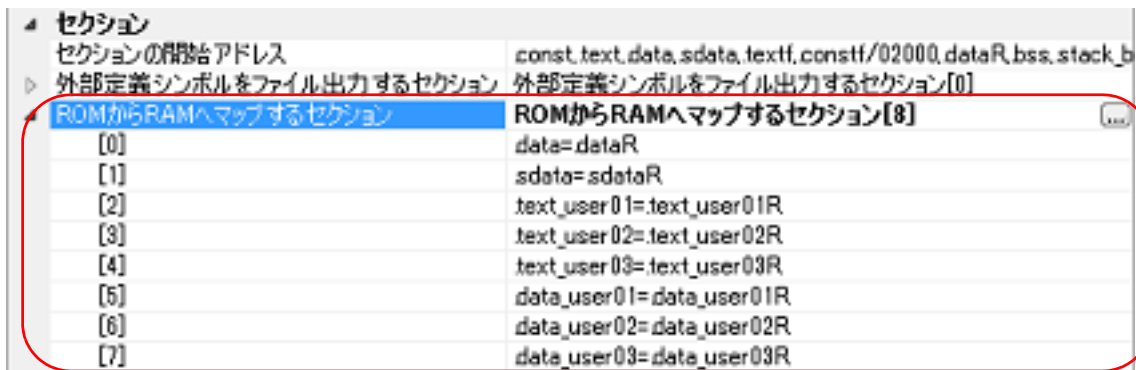 セクション
セクションの開始アドレス .const,.text,.data,.sdata,.textf,.constf/02000,.dataR,.bss,.stack_b
外部定義シンボルをファイル出力するセクション 外部定義シンボルをファイル出力するセクション[0]
ROMからRAMへマップするセクション ROMからRAMへマップするセクション[8] ...
[0] .data=.dataR
[1] .sdata=.sdataR
[2] .text_user01=.text_user01R
[3] .text_user02=.text_user02R
[4] .text_user03=.text_user03R
[5] .data_user01=.data_user01R
[6] .data_user02=.data_user02R
[7] .data_user03=.data_user03R